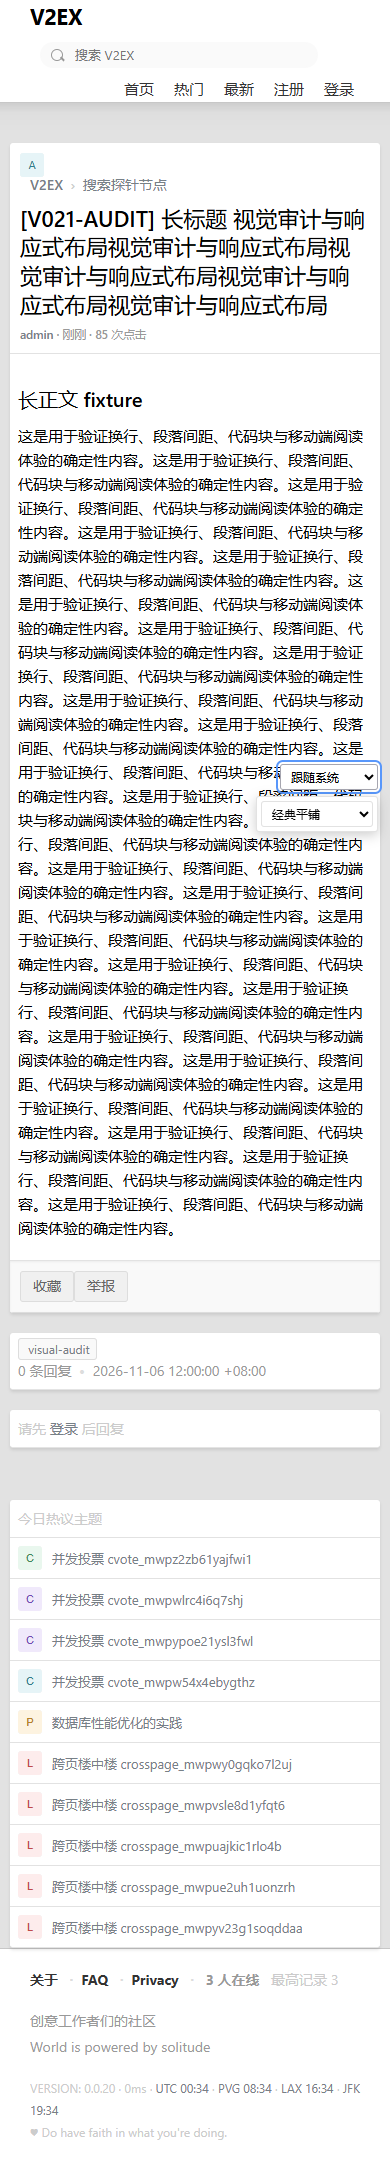 V2EX
搜索 V2EX
首页 热门 最新 注册 登录
A
V2EX › 搜索探针节点
[V021-AUDIT] 长标题 视觉审计与响
应式布局视觉审计与响应式布局视
觉审计与响应式布局视觉审计与响
应式布局视觉审计与响应式布局
admin · 刚刚 · 85 次点击
长正文 fixture
这是用于验证换行、段落间距、代码块与移动端阅读
体验的确定性内容。这是用于验证换行、段落间距、
代码块与移动端阅读体验的确定性内容。这是用于验
证换行、段落间距、代码块与移动端阅读体验的确定
性内容。这是用于验证换行、段落间距、代码块与移
动端阅读体验的确定性内容。这是用于验证换行、段
落间距、代码块与移动端阅读体验的确定性内容。这
是用于验证换行、段落间距、代码块与移动端阅读体
验的确定性内容。这是用于验证换行、段落间距、代
码块与移动端阅读体验的确定性内容。这是用于验证
换行、段落间距、代码块与移动端阅读体验的确定性
内容。这是用于验证换行、段落间距、代码块与移动
动端阅读体验的确定性内容。这是用于验证换行、段
落间距、代码块与移动端阅读体验的确定性内容。这是
用于验证换行、段落间距、代码块与移动
跟随系统
的确定性内容。这是用于验证换行、段落间距、代码
经典平铺
块与移动端阅读体验的确定性内容。
行、段落间距、代码块与移动端阅读体验的确定性内
容。这是用于验证换行、段落间距、代码块与移动端
阅读体验的确定性内容。这是用于验证换行、段落间
距、代码块与移动端阅读体验的确定性内容。这是用
于验证换行、段落间距、代码块与移动端阅读体验的
确定性内容。这是用于验证换行、段落间距、代码块
与移动端阅读体验的确定性内容。这是用于验证换
行、段落间距、代码块与移动端阅读体验的确定性内
容。这是用于验证换行、段落间距、代码块与移动端
阅读体验的确定性内容。这是用于验证换行、段落间
距、代码块与移动端阅读体验的确定性内容。这是用
于验证换行、段落间距、代码块与移动端阅读体验的
确定性内容。这是用于验证换行、段落间距、代码块
与移动端阅读体验的确定性内容。这是用于验证换
行、段落间距、代码块与移动端阅读体验的确定性内
容。这是用于验证换行、段落间距、代码块与移动端
阅读体验的确定性内容。
收藏 举报
visual-audit
0 条回复 • 2026-11-06 12:00:00 +08:00
请先 登录 后回复
今日热议主题
C 并发投票 cvote_mwpz2zb61yajfwi1
C 并发投票 cvote_mwpwlrc4i6q7shj
C 并发投票 cvote_mwpypoe21ysl3fwl
C 并发投票 cvote_mwpw54x4ebygthz
P 数据库性能优化的实践
L 跨页楼中楼 crosspage_mwpwy0gqko7l2uj
L 跨页楼中楼 crosspage_mwpvsle8d1yfqt6
L 跨页楼中楼 crosspage_mwpuajkic1rlo4b
L 跨页楼中楼 crosspage_mwpue2uh1uonzrh
L 跨页楼中楼 crosspage_mwpyv23g1soqddaa
关于 · FAQ · Privacy · 3 人在线 最高记录 3
创意工作者们的社区
World is powered by solitude
VERSION: 0.0.20 · 0ms · UTC 00:34 · PVG 08:34 · LAX 16:34 · JFK
19:34
♥ Do have faith in what you're doing.